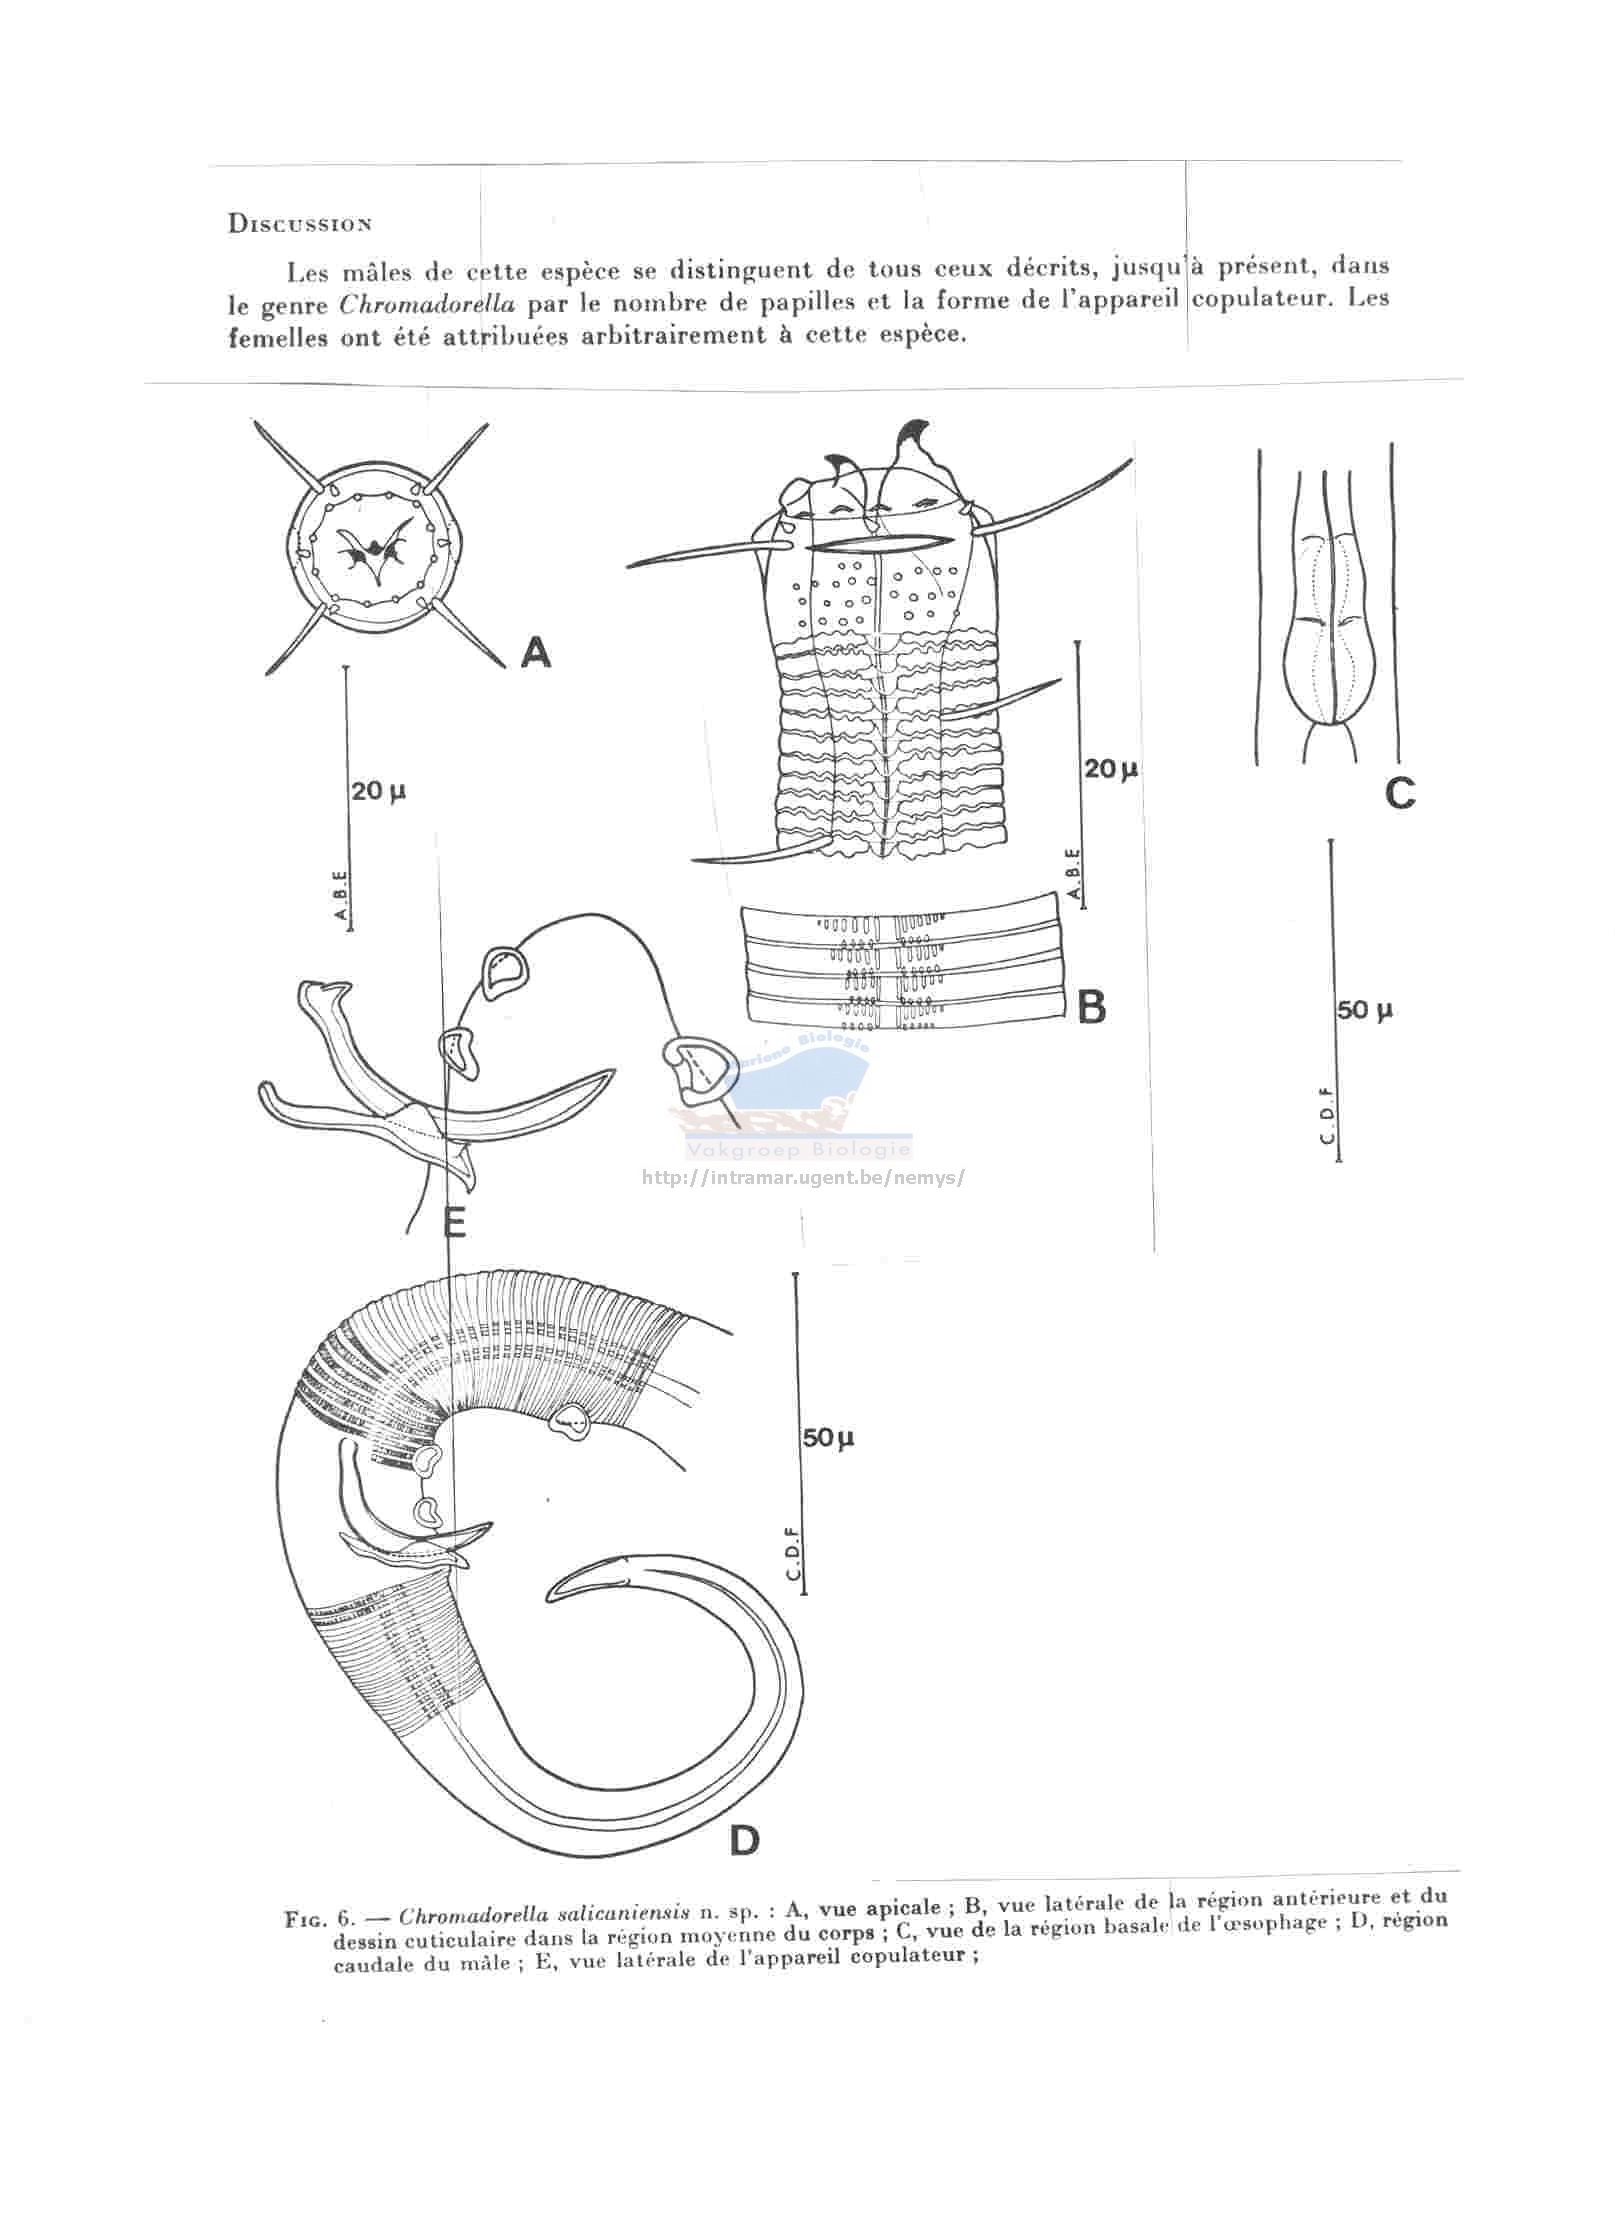 DISCUSSION
Les mâles de cette espèce se distinguent de tous ceux décrits, jusqu'à présent, dans
le genre Chromadorella par le nombre de papilles et la forme de l'appareil copulateur. Les
femelles ont été attribuées arbitrairement à cette espèce.
A
20 µ
A.B.E
20 µ
A.B.E
B
C
50 µ
C.D.F
E
Mariene Biologie
Vakgroep Biologie
http://intramar.ugent.be/nemys/
50 µ
C.D.F
D
FIG. 6. — Chromadorella salicaniensis n. sp. : A, vue apicale ; B, vue latérale de la région antérieure et du
dessin cuticulaire dans la région moyenne du corps ; C, vue de la région basale de l'œsophage ; D, région
caudale du mâle ; E, vue latérale de l'appareil copulateur ;